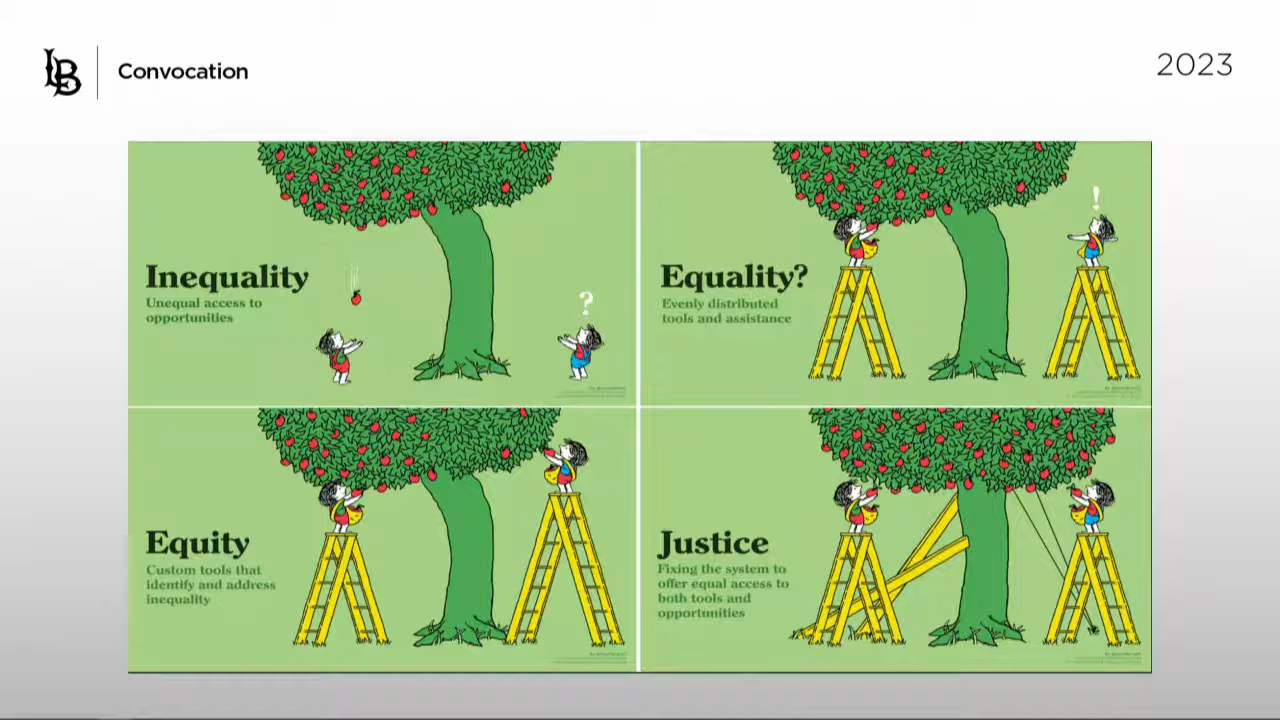 LB
Convocation
2023
Inequality
Unequal access to
opportunities
?
Equality?
Evenly distributed
tools and assistance
!
Equity
Custom tools that
identify and address
inequality
Justice
Fixing the system to
offer equal access to
both tools and
opportunities